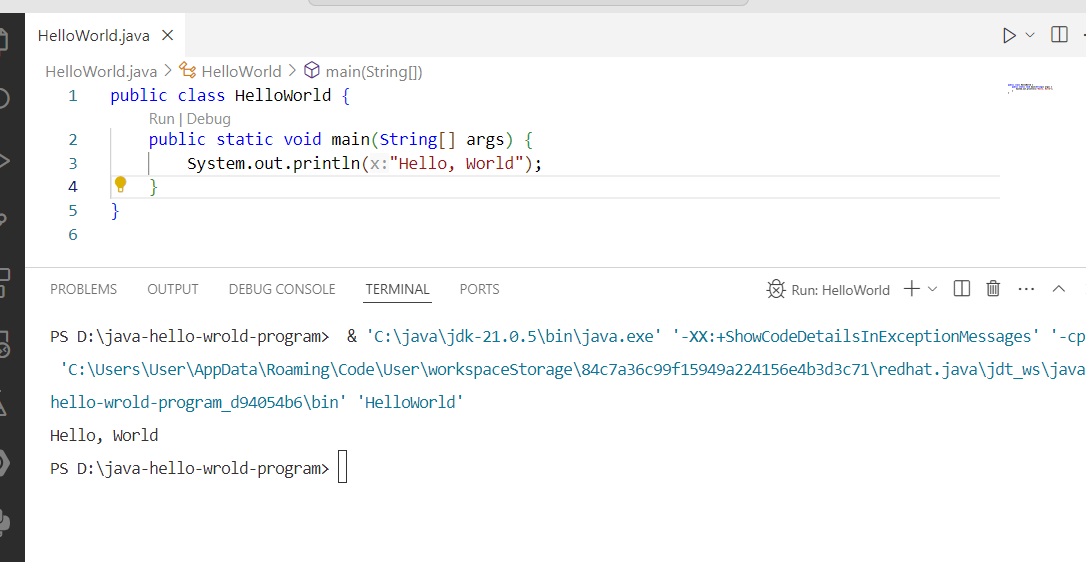 HelloWorld.java
HelloWorld.java > HelloWorld > main(String[])
1 public class HelloWorld {
Run | Debug
2 public static void main(String[] args) {
3 System.out.println(x:"Hello, World");
4 }
5 }
6
PROBLEMS OUTPUT DEBUG CONSOLE TERMINAL PORTS Run: HelloWorld
PS D:\java-hello-wrold-program> & 'C:\java\jdk-21.0.5\bin\java.exe' '-XX:+ShowCodeDetailsInExceptionMessages' '-cp
'C:\Users\User\AppData\Roaming\Code\User\workspaceStorage\84c7a36c99f15949a224156e4b3d3c71\redhat.java\jdt_ws\java
hello-wrold-program_d94054b6\bin' 'HelloWorld'
Hello, World
PS D:\java-hello-wrold-program>